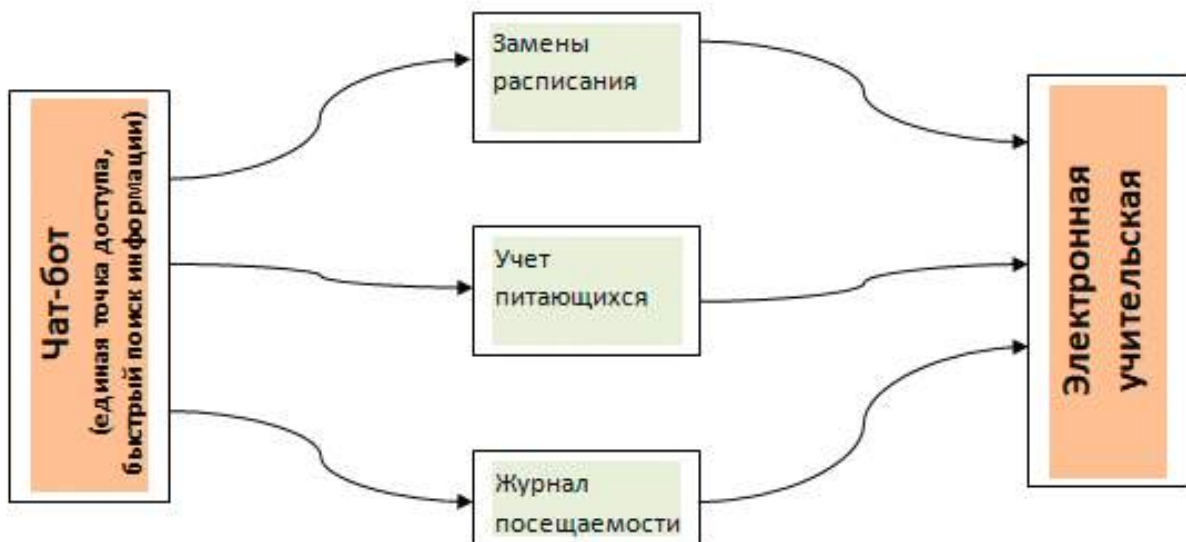 Чат-бот
(единая точка доступа,
быстрый поиск информации)
Замены
расписания
Учет
питающихся
Журнал
посещаемости
Электронная
учительская